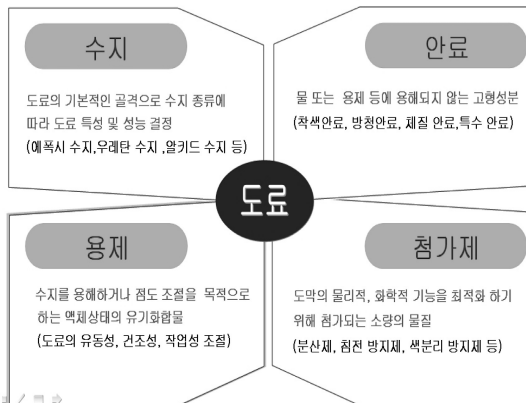 수지
도료의 기본적인 골격으로 수지 종류에
따라 도료 특성 및 성능 결정
(에폭시 수지,우레탄 수지 ,알키드 수지 등)
안료
물 또는 용제 등에 용해되지 않는 고형성분
(착색안료, 방청안료, 체질 안료,특수 안료)
도료
용제
수지를 용해하거나 점도 조절을 목적으로
하는 액체상태의 유기화합물
(도료의 유동성, 건조성, 작업성 조절)
첨가제
도막의 물리적, 화학적 기능을 최적화 하기
위해 첨가되는 소량의 물질
(분산제, 침전 방지제, 색분리 방지제 등)